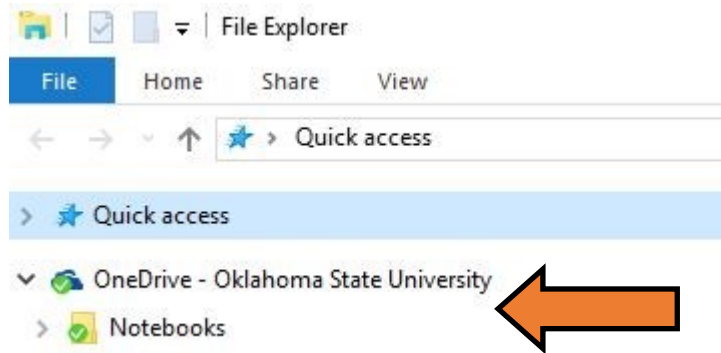 File Explorer
File Home Share View
Quick access
Quick access
OneDrive - Oklahoma State University
Notebooks